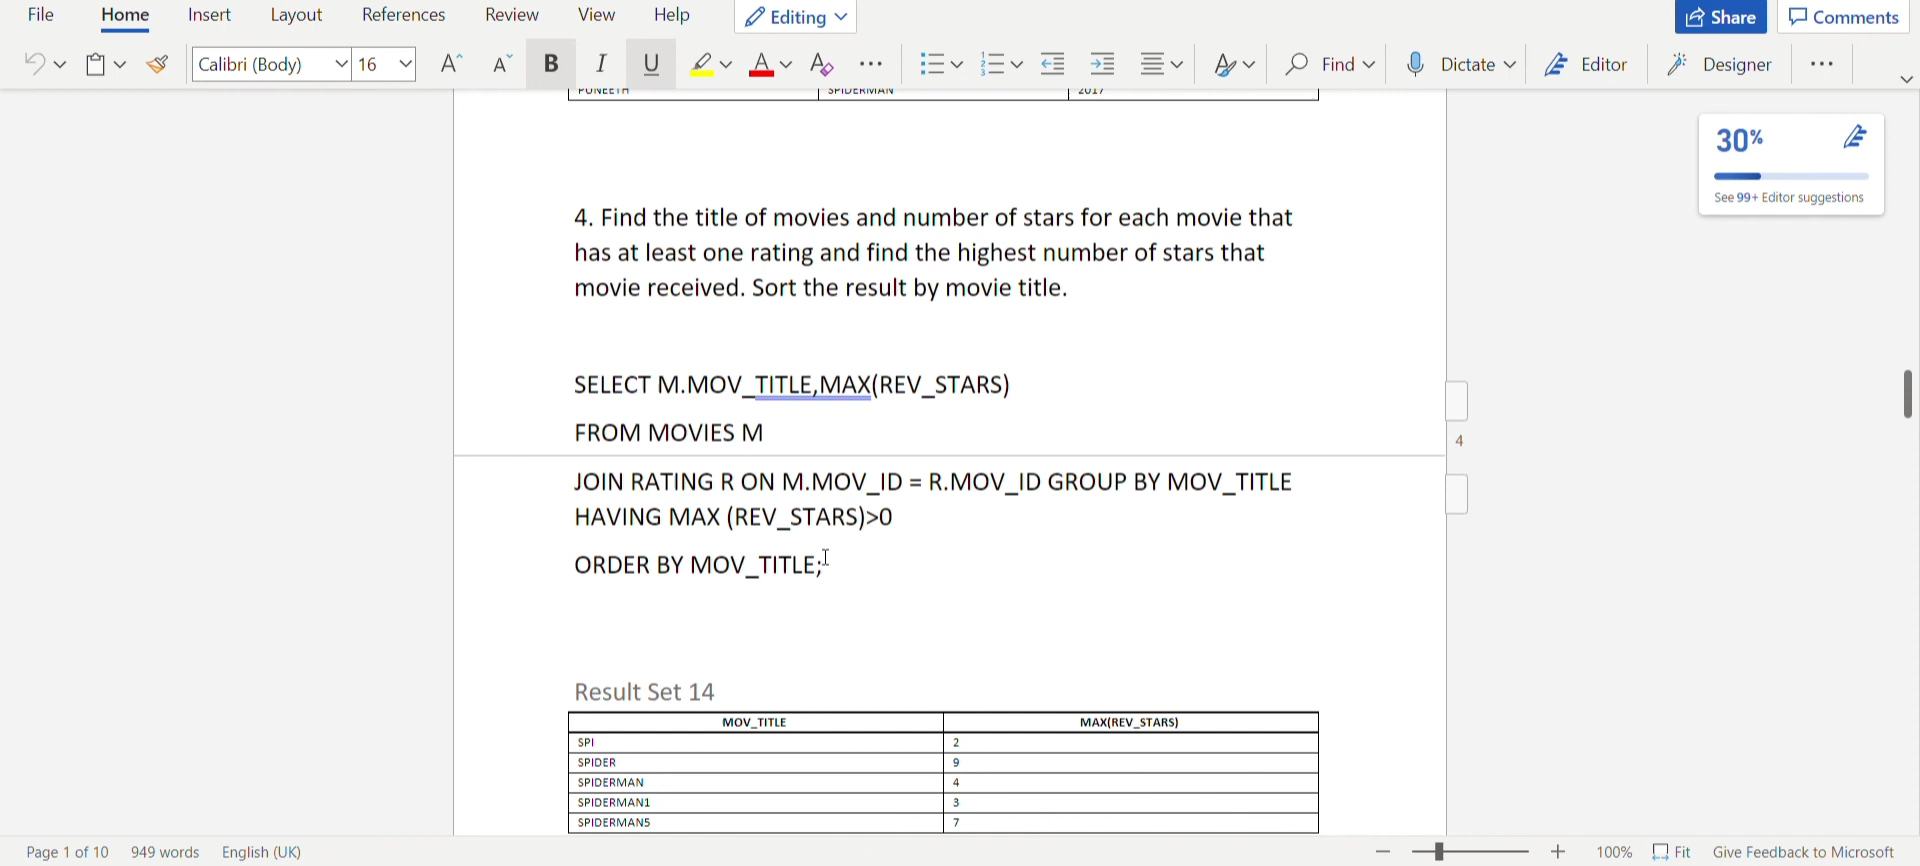 File Home Insert Layout References Review View Help Editing Share Comments
Calibri (Body) 16 A A B I U A A Find Dictate Editor Designer
PUNEETH SPIDERMAN 2017
30%
See 99+ Editor suggestions
4. Find the title of movies and number of stars for each movie that
has at least one rating and find the highest number of stars that
movie received. Sort the result by movie title.
SELECT M.MOV_TITLE,MAX(REV_STARS)
FROM MOVIES M
4
JOIN RATING R ON M.MOV_ID = R.MOV_ID GROUP BY MOV_TITLE
HAVING MAX (REV_STARS)>0
ORDER BY MOV_TITLE;
Result Set 14
MOV_TITLE MAX(REV_STARS)
SPI 2
SPIDER 9
SPIDERMAN 4
SPIDERMAN1 3
SPIDERMAN5 7
Page 1 of 10 949 words English (UK) 100% Fit Give Feedback to Microsoft